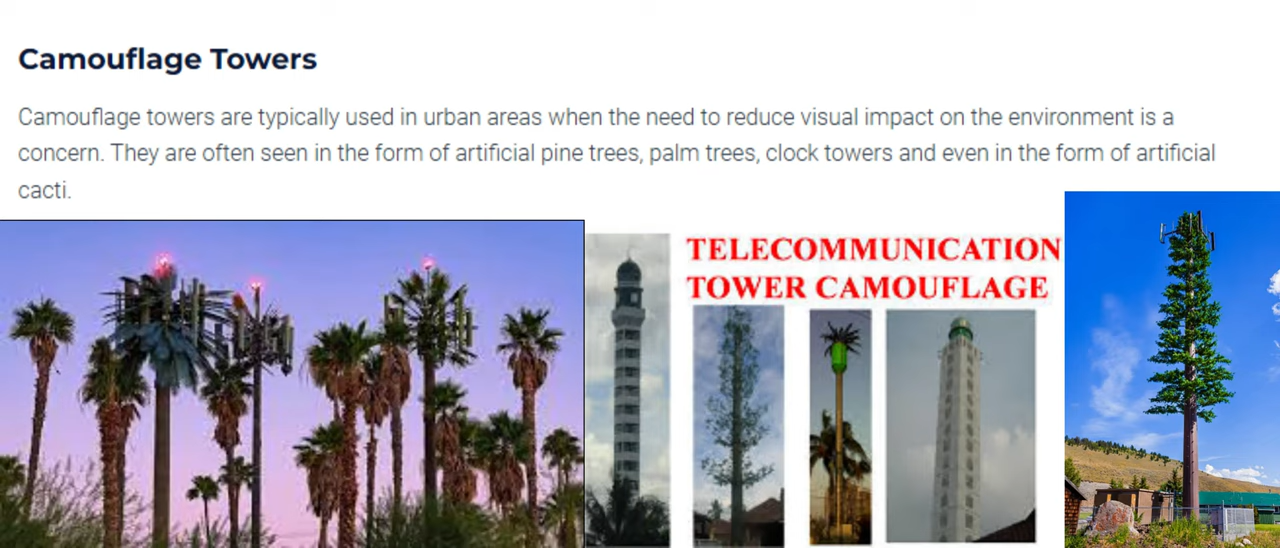 Camouflage Towers
Camouflage towers are typically used in urban areas when the need to reduce visual impact on the environment is a
concern. They are often seen in the form of artificial pine trees, palm trees, clock towers and even in the form of artificial
cacti.
TELECOMMUNICATION
TOWER CAMOUFLAGE